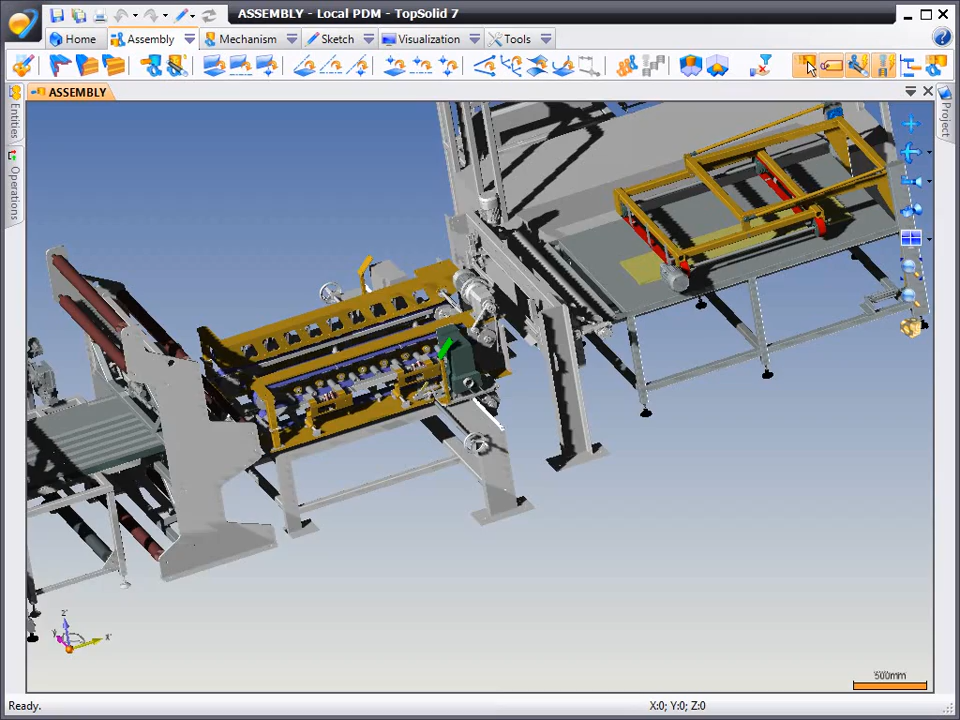 ASSEMBLY - Local PDM - TopSolid 7
Home
Assembly
Mechanism
Sketch
Visualization
Tools
ASSEMBLY
Entities
Operations
Project
z'
y'
x'
500mm
Ready.
X:0; Y:0; Z:0